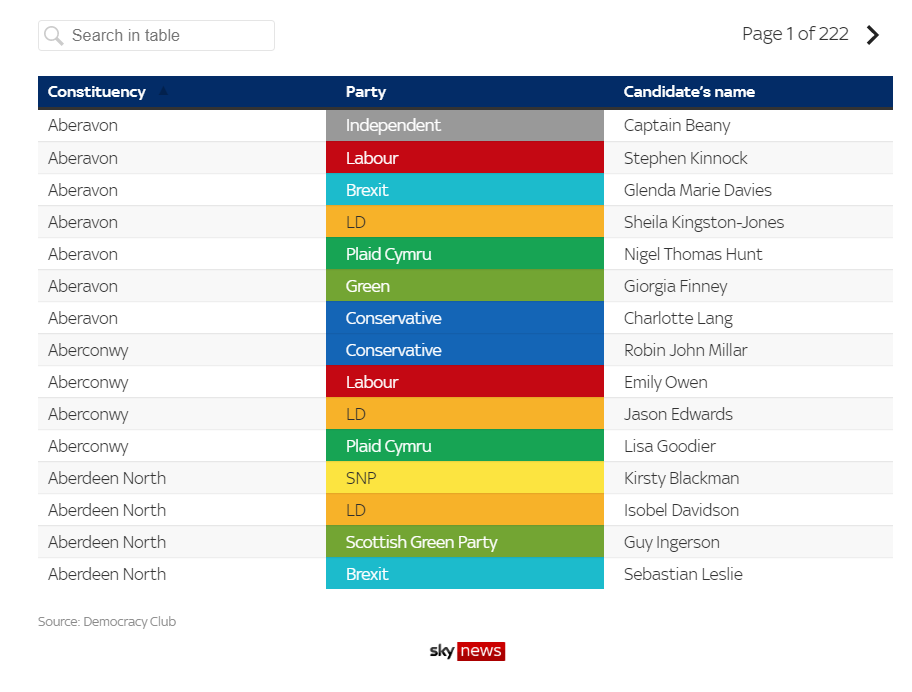 Search in table
Page 1 of 222
Constituency Party Candidate's name
Aberavon Independent Captain Beany
Aberavon Labour Stephen Kinnock
Aberavon Brexit Glenda Marie Davies
Aberavon LD Sheila Kingston-Jones
Aberavon Plaid Cymru Nigel Thomas Hunt
Aberavon Green Giorgia Finney
Aberavon Conservative Charlotte Lang
Aberconwy Conservative Robin John Millar
Aberconwy Labour Emily Owen
Aberconwy LD Jason Edwards
Aberconwy Plaid Cymru Lisa Goodier
Aberdeen North SNP Kirsty Blackman
Aberdeen North LD Isobel Davidson
Aberdeen North Scottish Green Party Guy Ingerson
Aberdeen North Brexit Sebastian Leslie
Source: Democracy Club
sky news